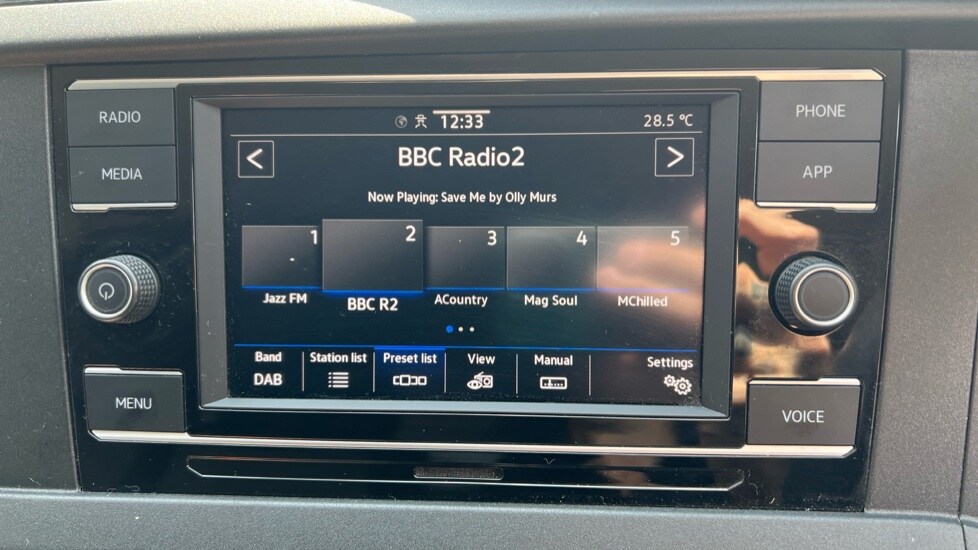 RADIO
MEDIA
MENU
12:33
28.5 °C
<
BBC Radio2
>
Now Playing: Save Me by Olly Murs
1 2 3 4 5
Jazz FM BBC R2 ACountry Mag Soul MChilled
Band Station list Preset list View Manual Settings
DAB
PHONE
APP
VOICE